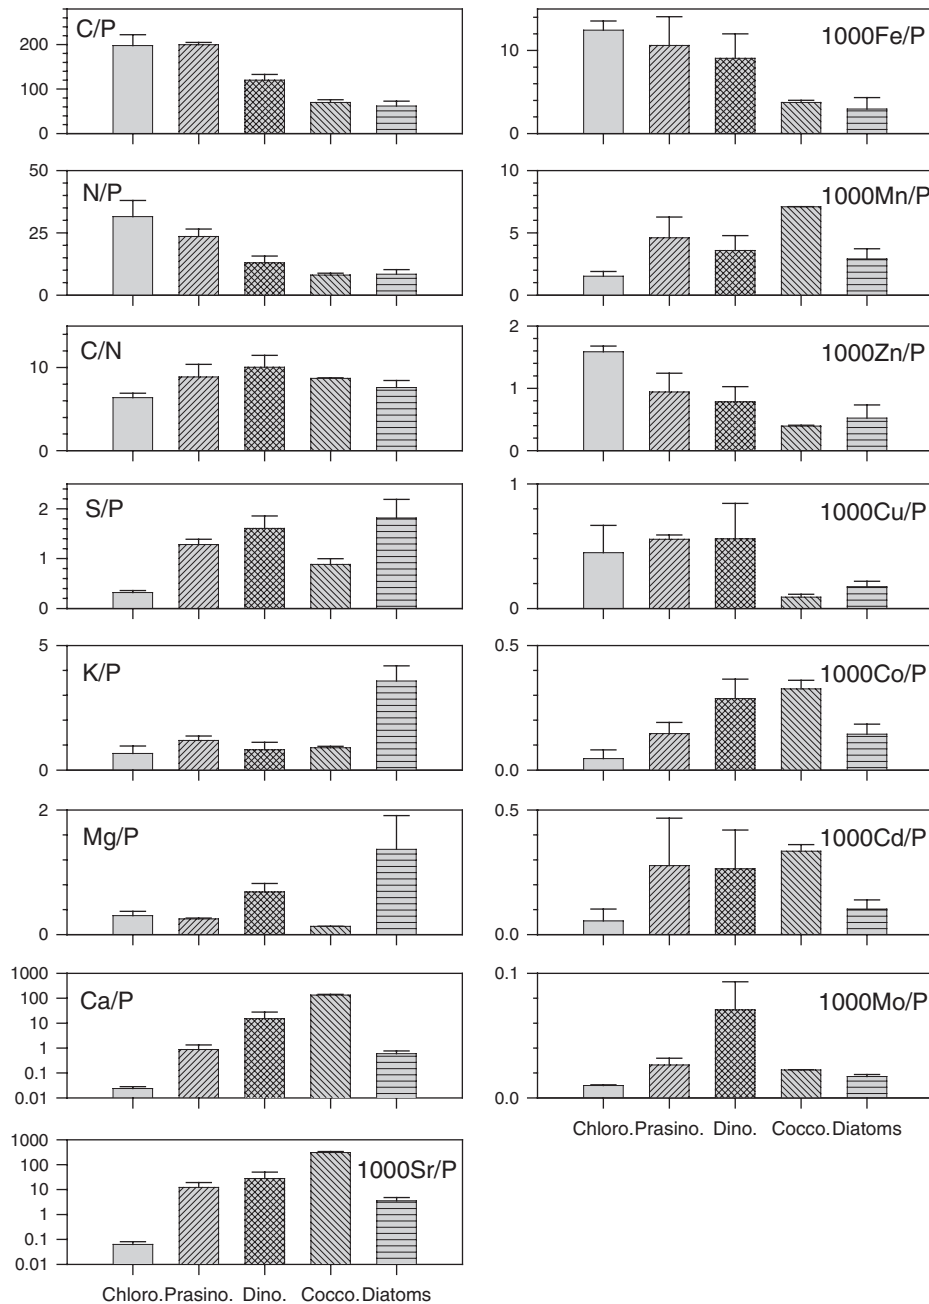 C/P
200
100
0
1000Fe/P
10
0
N/P
50
25
0
1000Mn/P
10
5
0
C/N
10
0
1000Zn/P
2
1
0
S/P
2
1
0
1000Cu/P
1
0
K/P
5
0
1000Co/P
0.5
0.0
Mg/P
2
0
1000Cd/P
0.5
0.0
Ca/P
1000
100
10
1
0.1
0.01
1000Mo/P
0.1
0.0
Chloro. Prasino. Dino. Cocco. Diatoms
1000Sr/P
1000
100
10
1
0.1
0.01
Chloro. Prasino. Dino. Cocco. Diatoms